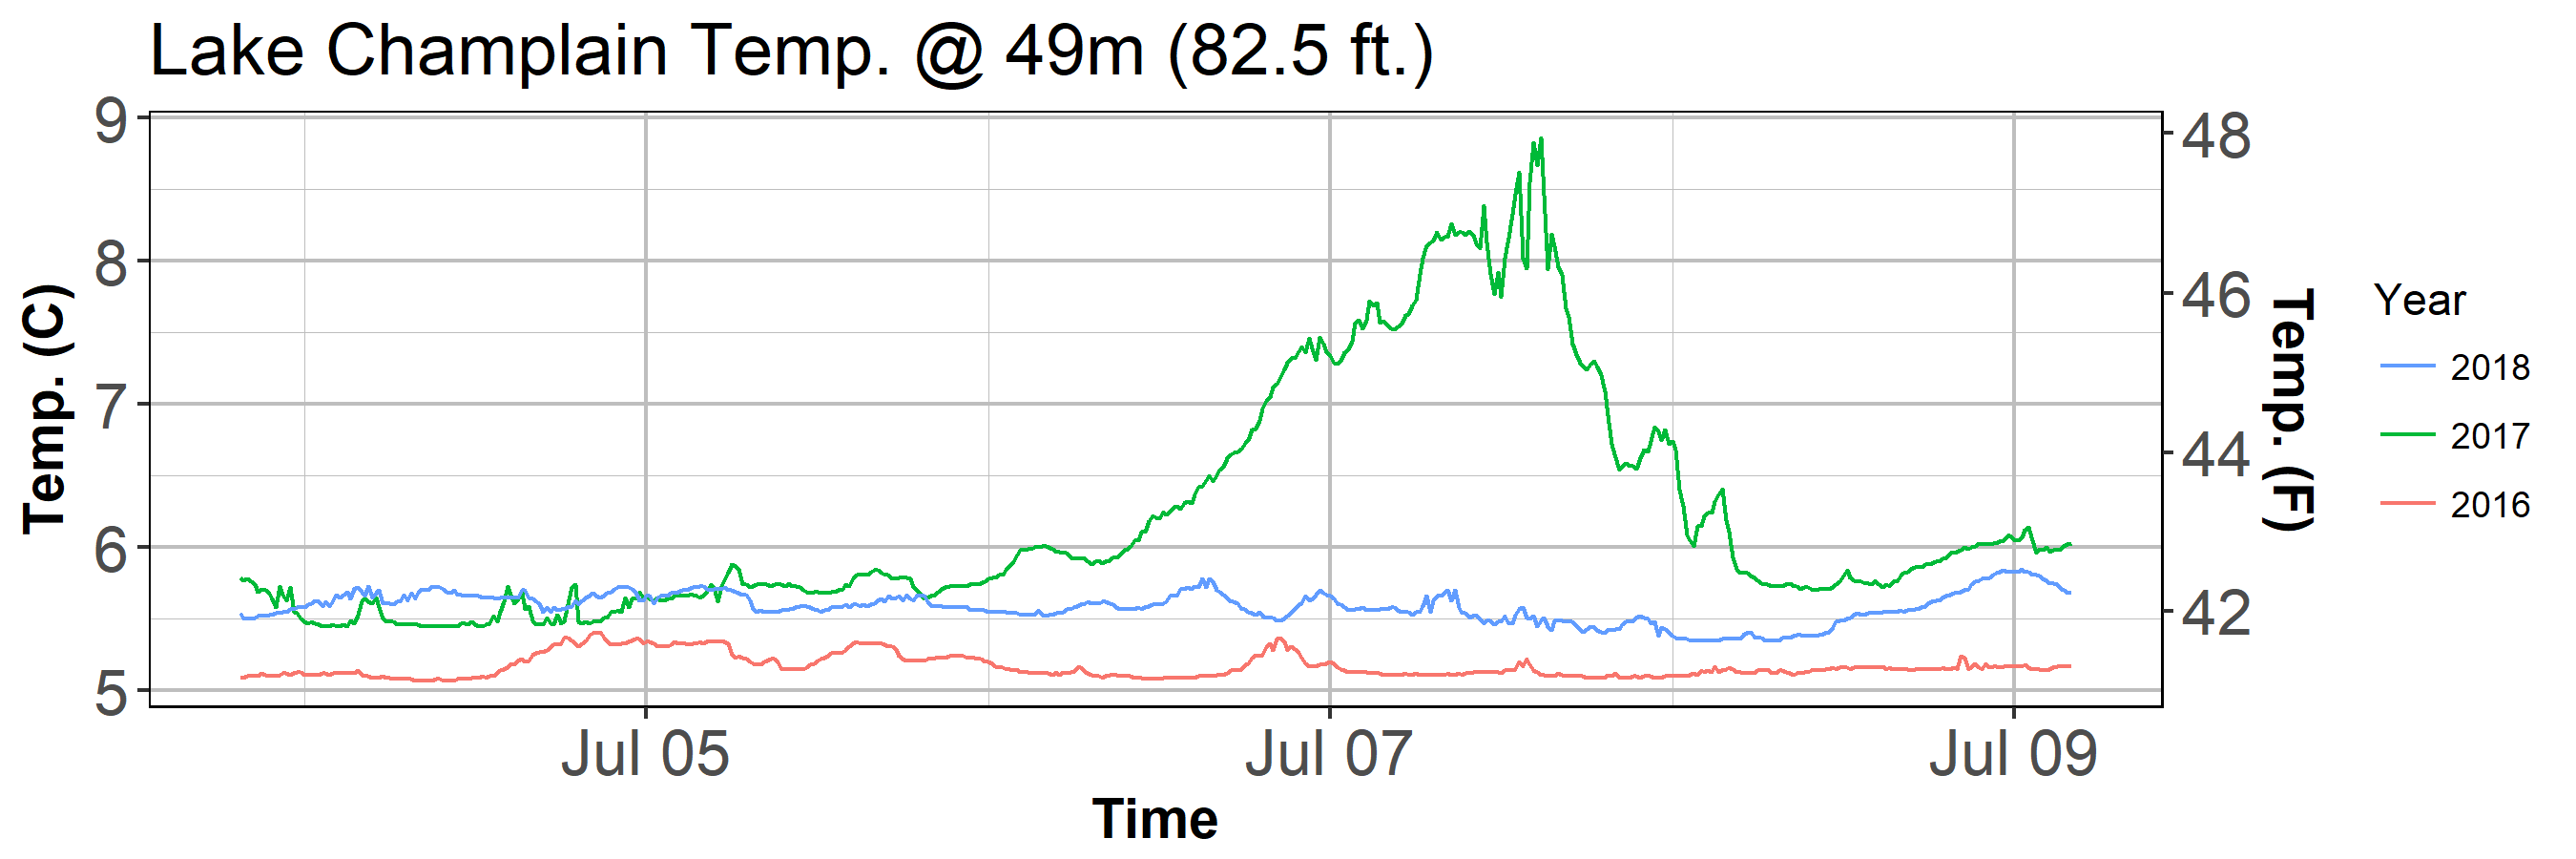 Lake Champlain Temp. @ 49m (82.5 ft.)
9
8
7
6
5
Temp. (C)
48
46
44
42
Temp. (F)
Jul 05
Jul 07
Jul 09
Time
Year
2018
2017
2016